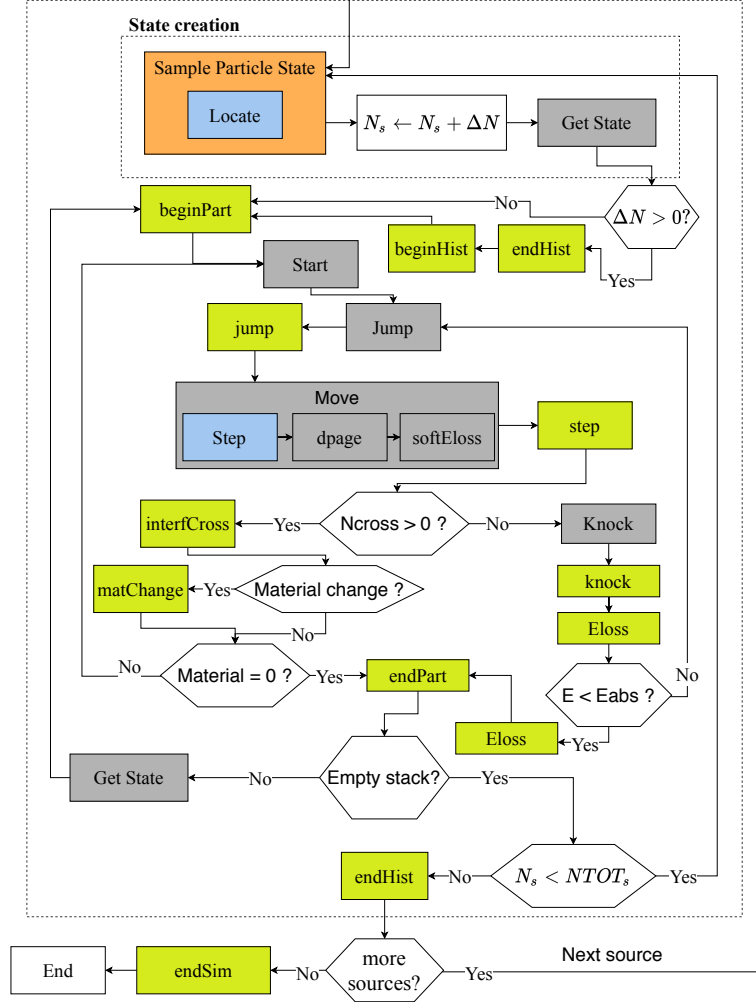 State creation
Sample Particle State
Locate
N_s ← N_s + ΔN
Get State
beginPart
No
ΔN > 0?
beginHist
endHist
Yes
Start
jump
Jump
Move
Step
dpage
softEloss
step
interfCross
Yes
Ncross > 0 ?
No
Knock
matChange
Yes
Material change ?
knock
No
Eloss
No
Material = 0 ?
Yes
endPart
E < Eabs ?
No
Eloss
Yes
Get State
No
Empty stack?
Yes
endHist
No
N_s < NTOT_s
Yes
End
endSim
No
more
sources?
Yes
Next source